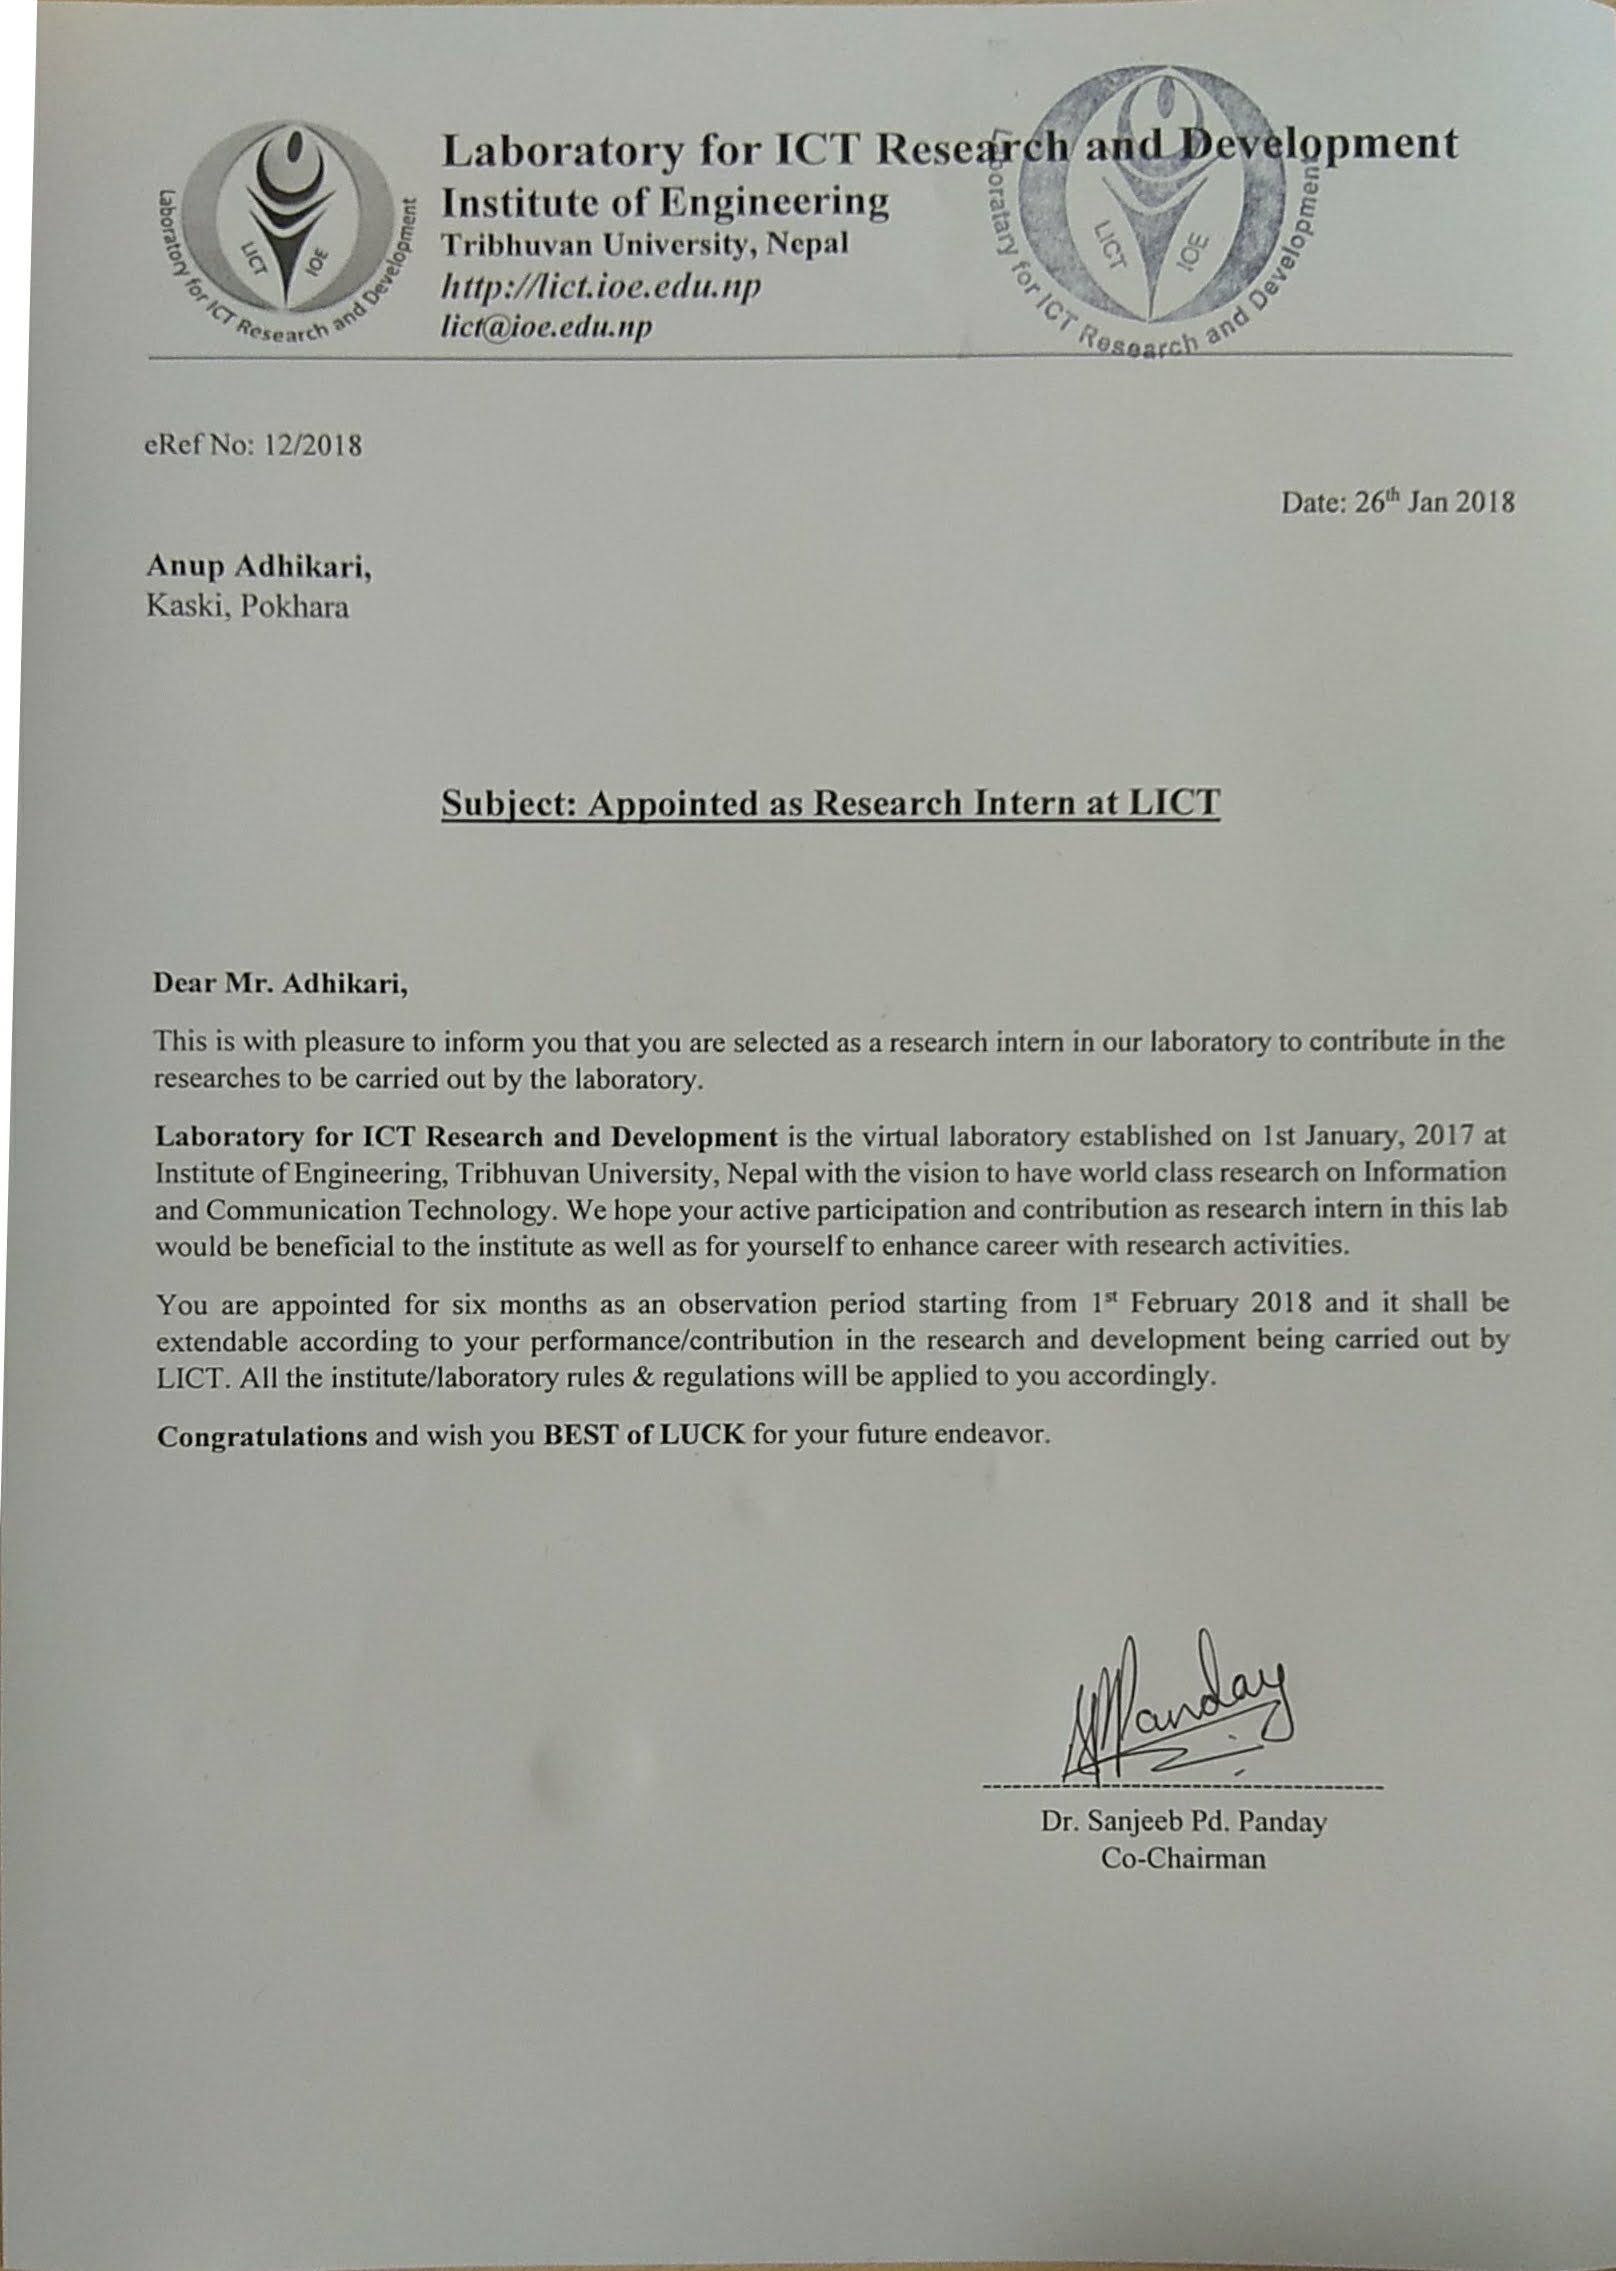 Laboratory for ICT Research and Development
Institute of Engineering
Tribhuvan University, Nepal
http://lict.ioe.edu.np
lict@ioe.edu.np
LICT IOE
Laboratory for ICT Research and Development
LICT IOE
Laboratary for ICT Research and Development
eRef No: 12/2018
Date: 26th Jan 2018
Anup Adhikari,
Kaski, Pokhara
Subject: Appointed as Research Intern at LICT
Dear Mr. Adhikari,
This is with pleasure to inform you that you are selected as a research intern in our laboratory to contribute in the
researches to be carried out by the laboratory.
Laboratory for ICT Research and Development is the virtual laboratory established on 1st January, 2017 at
Institute of Engineering, Tribhuvan University, Nepal with the vision to have world class research on Information
and Communication Technology. We hope your active participation and contribution as research intern in this lab
would be beneficial to the institute as well as for yourself to enhance career with research activities.
You are appointed for six months as an observation period starting from 1st February 2018 and it shall be
extendable according to your performance/contribution in the research and development being carried out by
LICT. All the institute/laboratory rules & regulations will be applied to you accordingly.
Congratulations and wish you BEST of LUCK for your future endeavor.
SPanday
Dr. Sanjeeb Pd. Panday
Co-Chairman